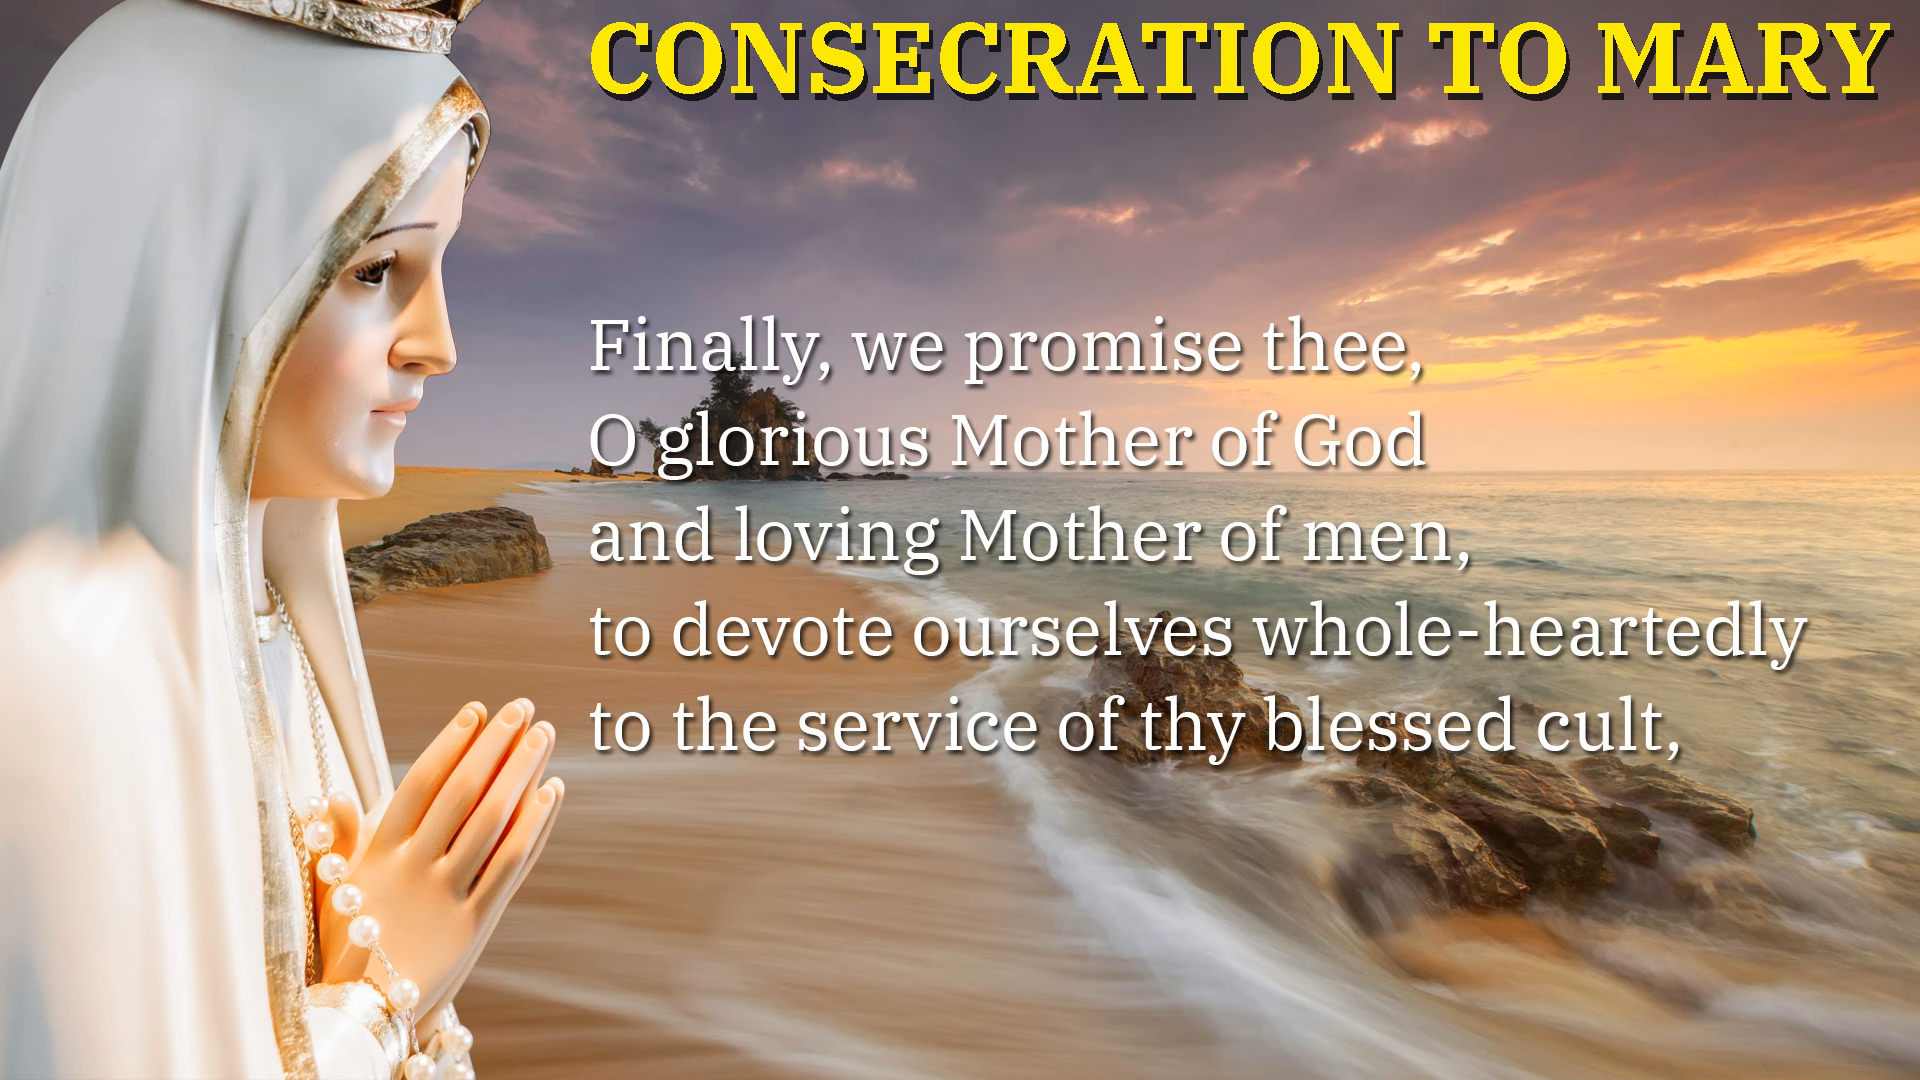 CONSECRATION TO MARY
Finally, we promise thee,
O glorious Mother of God
and loving Mother of men,
to devote ourselves whole-heartedly
to the service of thy blessed cult,